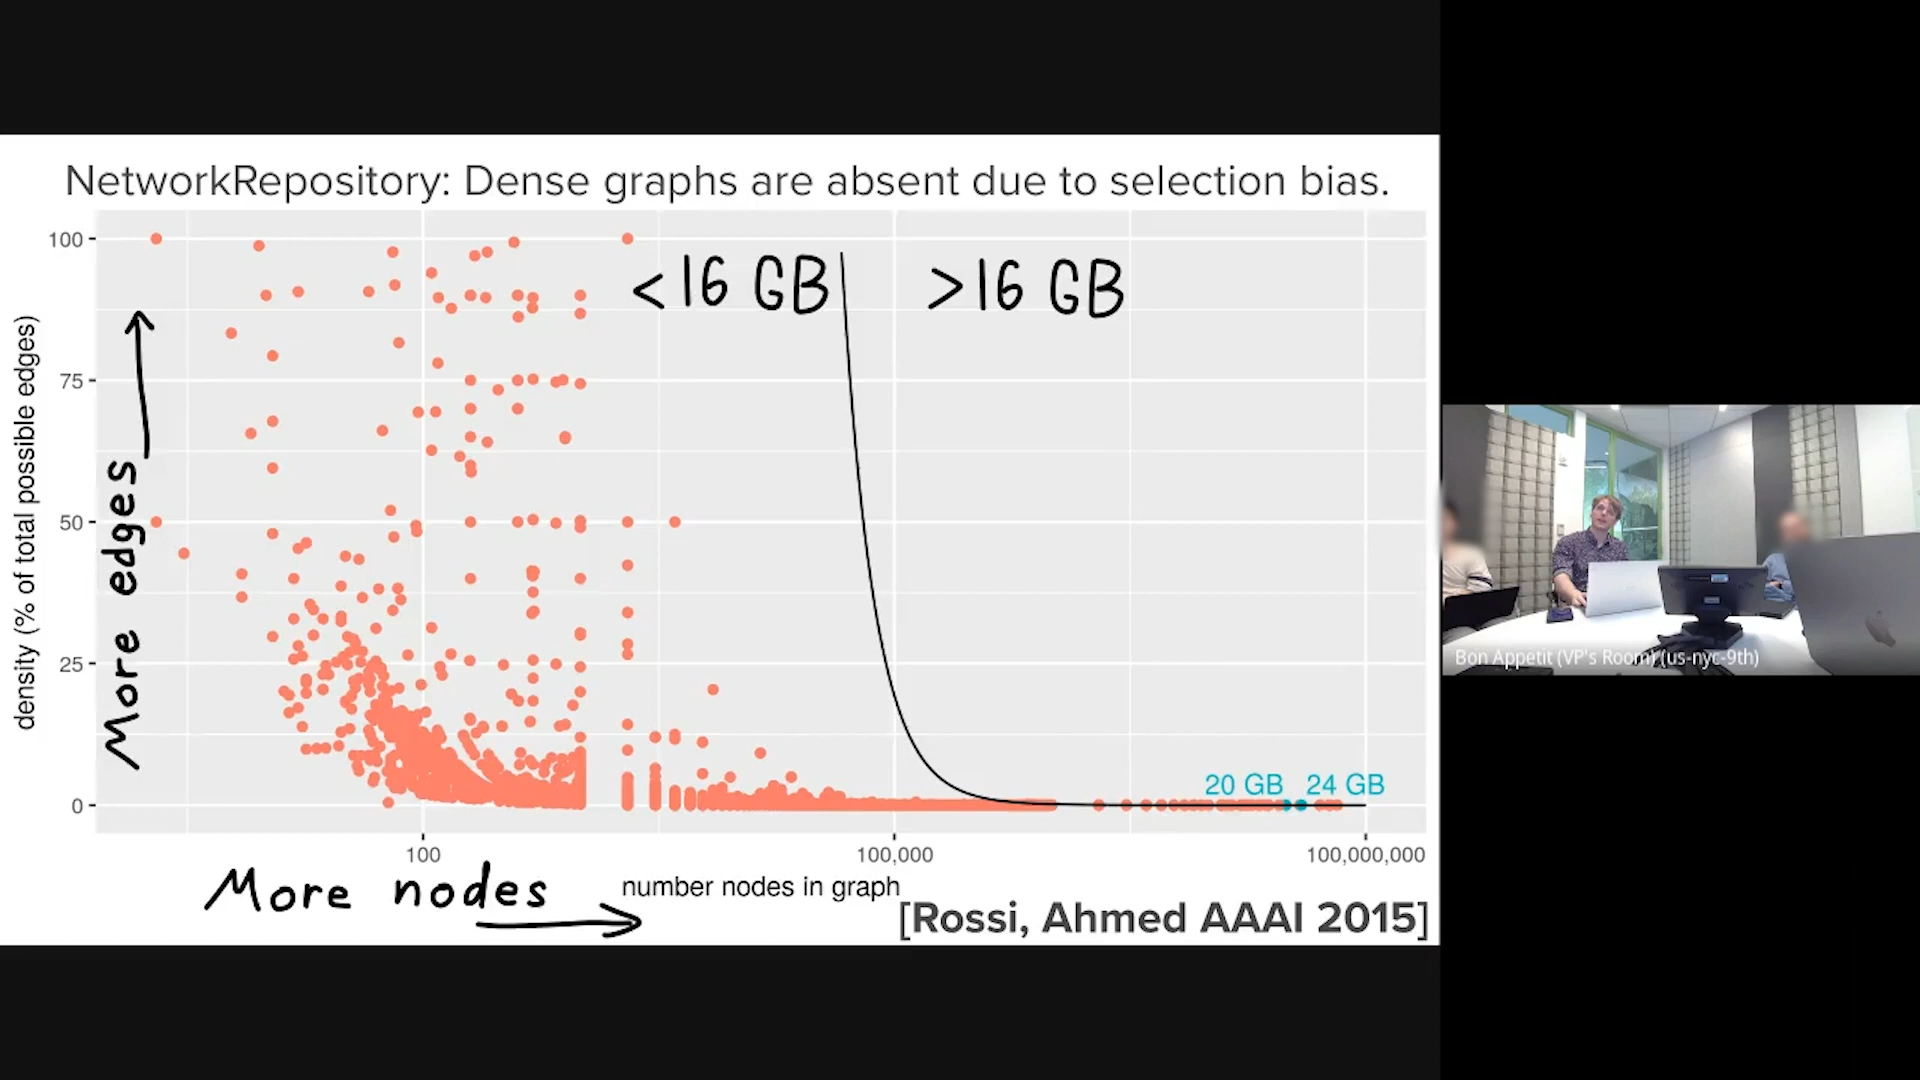 NetworkRepository: Dense graphs are absent due to selection bias.
100
75
50
25
0
density (% of total possible edges)
More edges
<16 GB
>16 GB
20 GB
24 GB
100
100,000
100,000,000
number nodes in graph
More nodes
[Rossi, Ahmed AAAI 2015]
Bon Appetit (VP's Room) (us-nyc-9th)